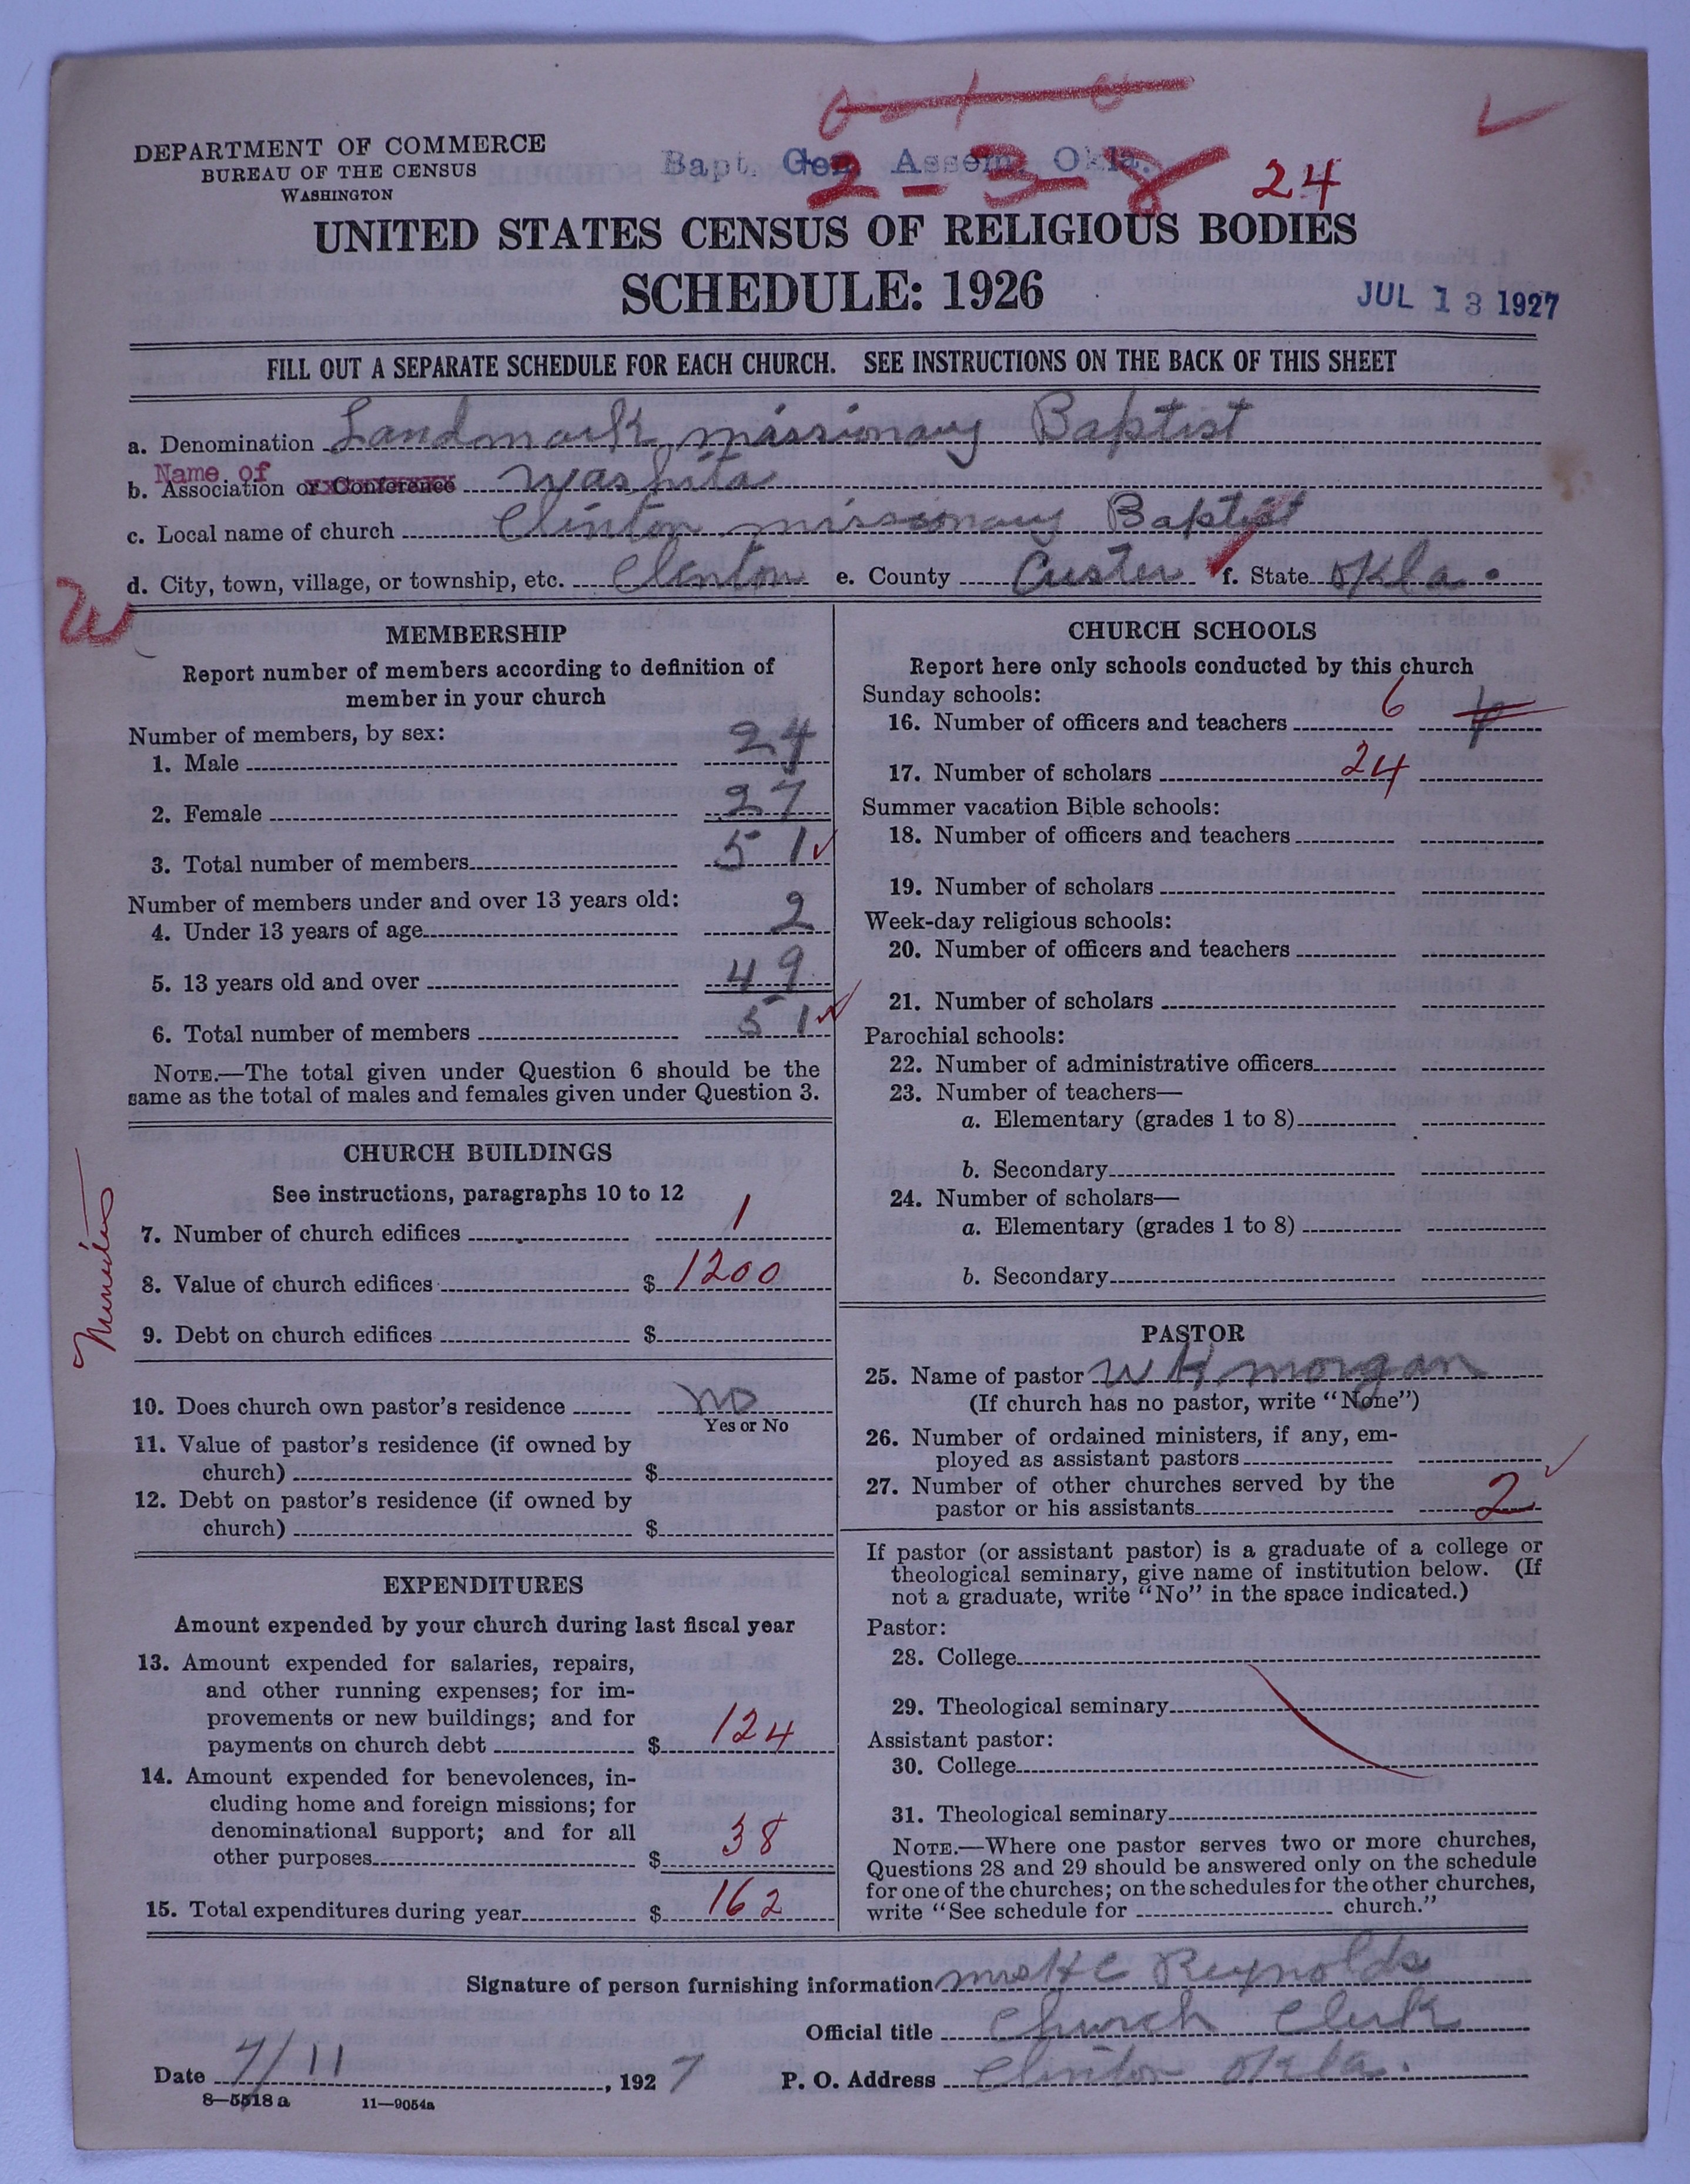 DEPARTMENT OF COMMERCE
BUREAU OF THE CENSUS
WASHINGTON
Bapt. Gen. Assem. Okla.
2-3-8 24
UNITED STATES CENSUS OF RELIGIOUS BODIES
SCHEDULE: 1926
JUL 13 1927
FILL OUT A SEPARATE SCHEDULE FOR EACH CHURCH. SEE INSTRUCTIONS ON THE BACK OF THIS SHEET
a. Denomination Landmark missionary Baptist
Name of
b. Association or Conference Washita
c. Local name of church Clinton missionary Baptist
d. City, town, village, or township, etc. Clinton e. County Custer f. State Okla.
MEMBERSHIP
Report number of members according to definition of
member in your church
Number of members, by sex:
1. Male 24
2. Female 27
3. Total number of members 51
Number of members under and over 13 years old:
4. Under 13 years of age 2
5. 13 years old and over 49
6. Total number of members 51
NOTE.—The total given under Question 6 should be the
same as the total of males and females given under Question 3.
CHURCH BUILDINGS
See instructions, paragraphs 10 to 12
7. Number of church edifices 1
8. Value of church edifices $ 1200
9. Debt on church edifices $
10. Does church own pastor's residence no
Yes or No
11. Value of pastor's residence (if owned by
church) $
12. Debt on pastor's residence (if owned by
church) $
Minutes
EXPENDITURES
Amount expended by your church during last fiscal year
13. Amount expended for salaries, repairs,
and other running expenses; for im-
provements or new buildings; and for
payments on church debt $ 124
14. Amount expended for benevolences, in-
cluding home and foreign missions; for
denominational support; and for all
other purposes $ 38
15. Total expenditures during year $ 162
CHURCH SCHOOLS
Report here only schools conducted by this church
Sunday schools:
16. Number of officers and teachers 6
17. Number of scholars 24
Summer vacation Bible schools:
18. Number of officers and teachers
19. Number of scholars
Week-day religious schools:
20. Number of officers and teachers
21. Number of scholars
Parochial schools:
22. Number of administrative officers
23. Number of teachers—
a. Elementary (grades 1 to 8)
b. Secondary
24. Number of scholars—
a. Elementary (grades 1 to 8)
b. Secondary
PASTOR
25. Name of pastor W H morgan
(If church has no pastor, write "None")
26. Number of ordained ministers, if any, em-
ployed as assistant pastors
27. Number of other churches served by the
pastor or his assistants 2
If pastor (or assistant pastor) is a graduate of a college or
theological seminary, give name of institution below. (If
not a graduate, write "No" in the space indicated.)
Pastor:
28. College
29. Theological seminary
Assistant pastor:
30. College
31. Theological seminary
NOTE.—Where one pastor serves two or more churches,
Questions 28 and 29 should be answered only on the schedule
for one of the churches; on the schedules for the other churches,
write "See schedule for church."
Signature of person furnishing information mrs H C Reynolds
Official title Church Clerk
Date 7/11, 1927 P. O. Address Clinton Okla.
8—5518 a 11—9054a